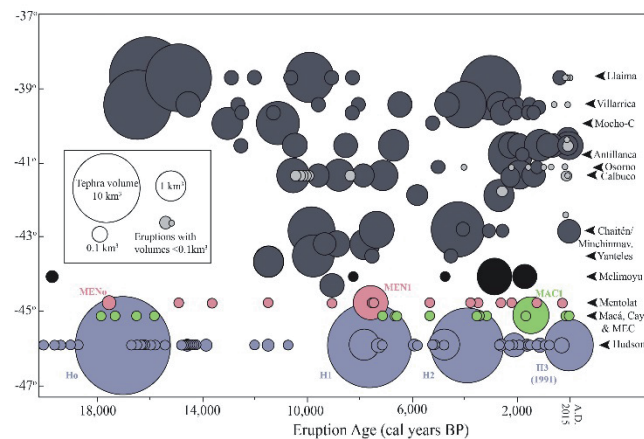 -37°
-39°
-41°
-43°
-45°
-47°
Tephra volume
10 km³
1 km³
0.1 km³
Eruptions with
volumes <0.1km³
MENo
MEN1
MAC1
Ho
H1
H2
H3
(1991)
Llaima
Villarrica
Mocho-C
Antillanca
Osorno
Calbuco
Chaitén/
Minchinmav.
Yanteles
Melimoyu
Mentolat
Macá, Cay
& MEC
Hudson
18,000
14,000
10,000
6,000
2,000
A.D.
2015
Eruption Age (cal years BP)